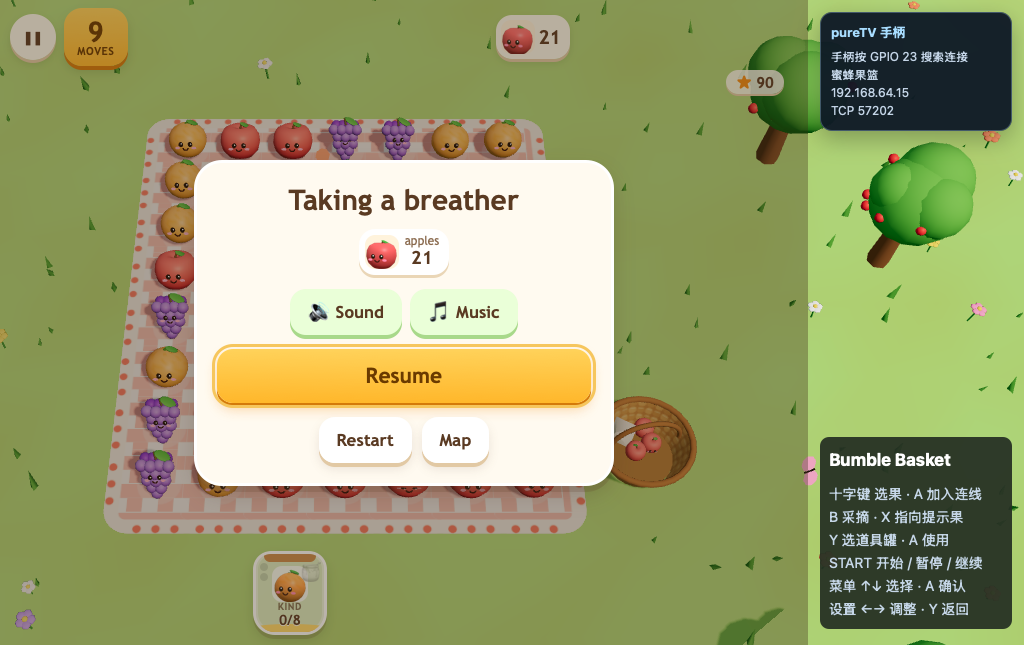 9
MOVES
21
90
Taking a breather
apples
21
Sound
Music
Resume
Restart
Map
KIND
0/8
pureTV 手柄
手柄按 GPIO 23 搜索连接
蜜蜂果篮
192.168.64.15
TCP 57202
Bumble Basket
十字键 选果 · A 加入连线
B 采摘 · X 指向提示果
Y 选道具罐 · A 使用
START 开始 / 暂停 / 继续
菜单 ↑↓ 选择 · A 确认
设置 ←→ 调整 · Y 返回